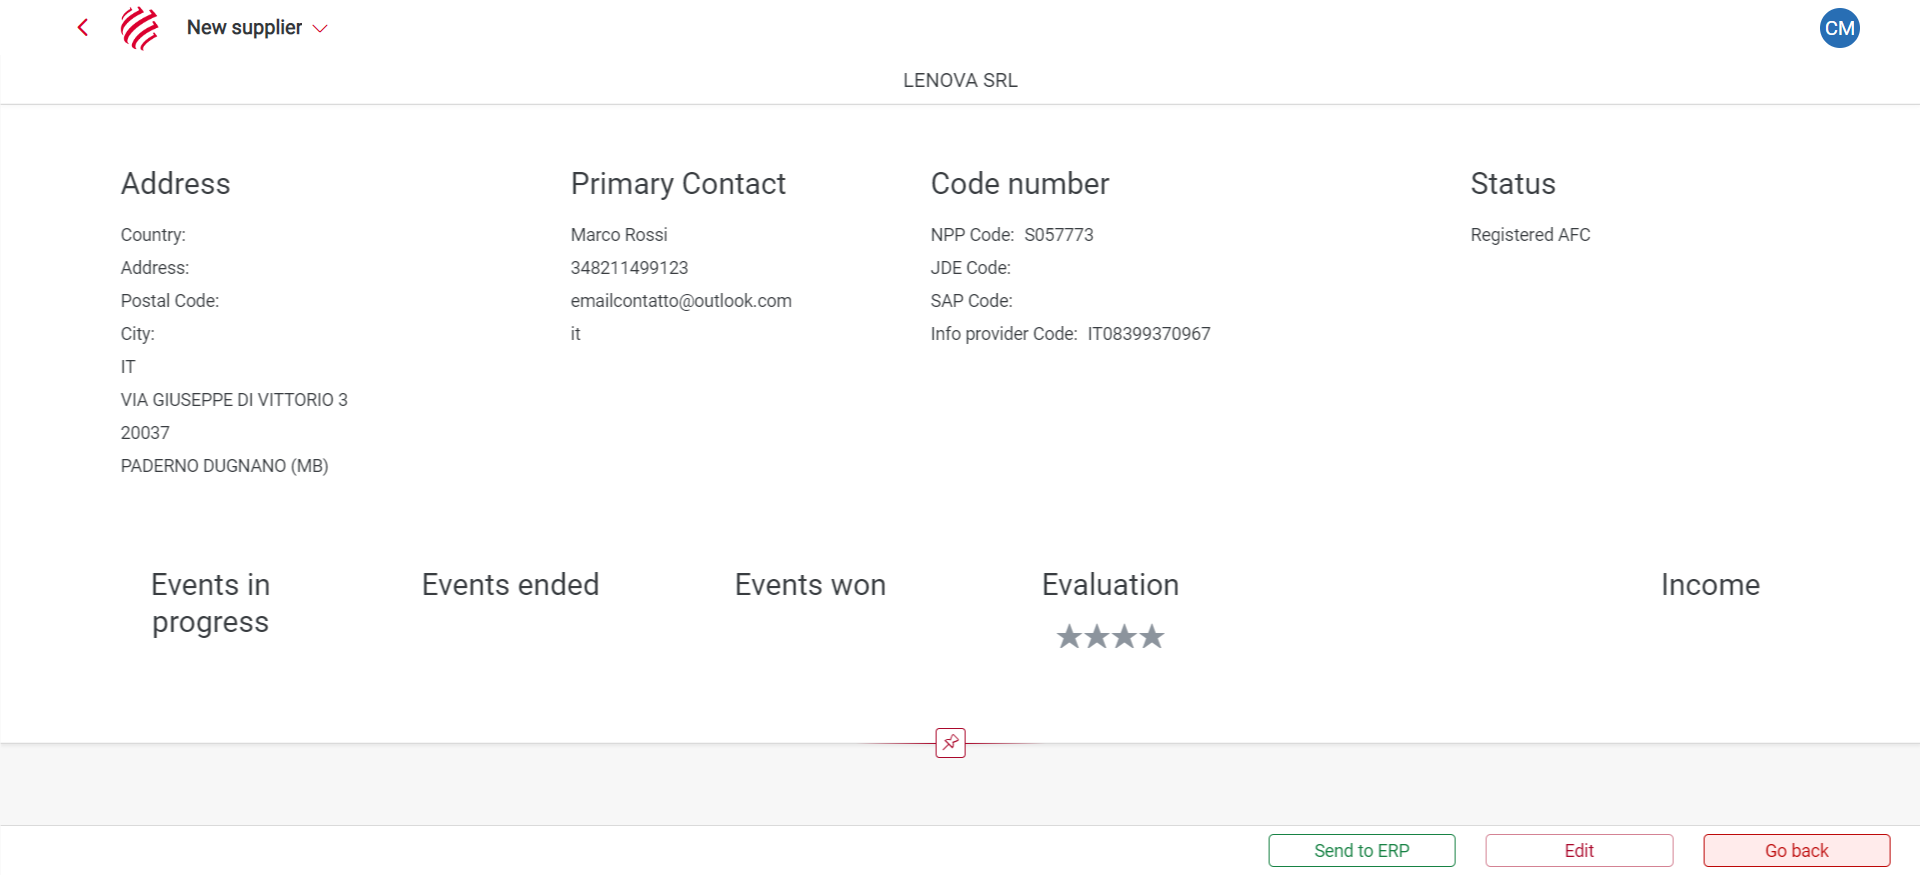 New supplier
CM
LENOVA SRL
Address
Country:
Address:
Postal Code:
City:
IT
VIA GIUSEPPE DI VITTORIO 3
20037
PADERNO DUGNANO (MB)
Primary Contact
Marco Rossi
348211499123
emailcontatto@outlook.com
it
Code number
NPP Code: S057773
JDE Code:
SAP Code:
Info provider Code: IT08399370967
Status
Registered AFC
Events in
progress
Events ended
Events won
Evaluation
Income
Send to ERP
Edit
Go back